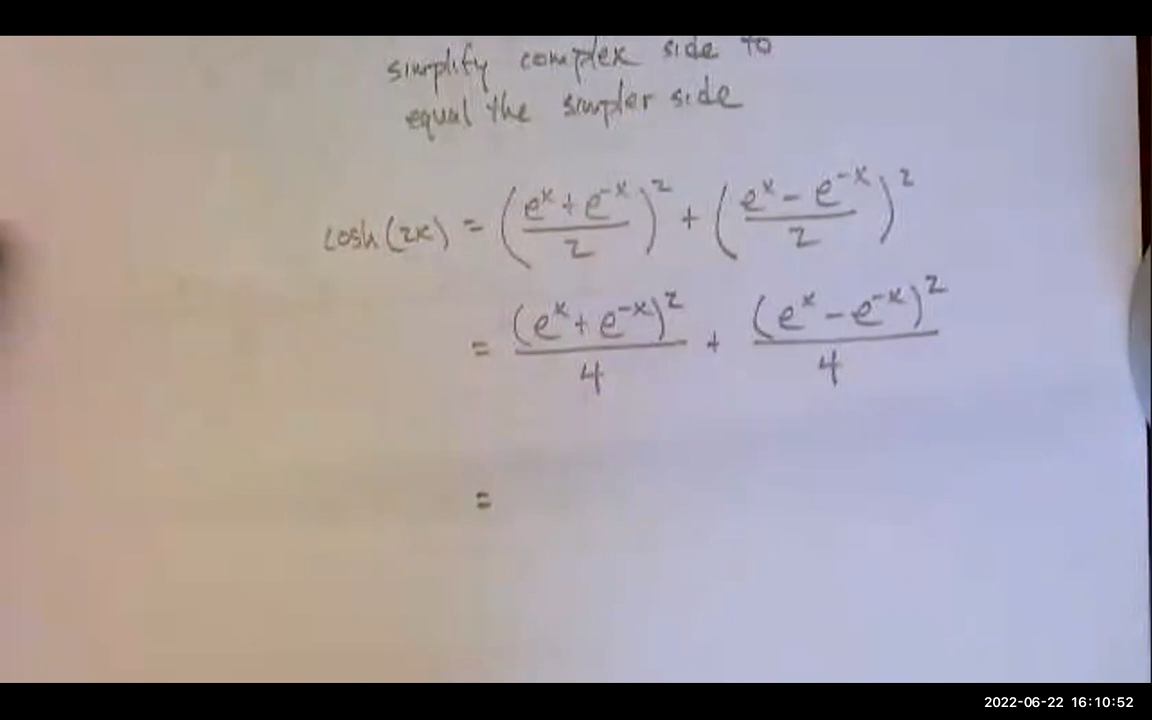 simplify complex side to
equal the simpler side
cosh(2x) = (e^x + e^-x / 2)^2 + (e^x - e^-x / 2)^2
= (e^x + e^-x)^2 / 4 + (e^x - e^-x)^2 / 4
=
2022-06-22 16:10:52